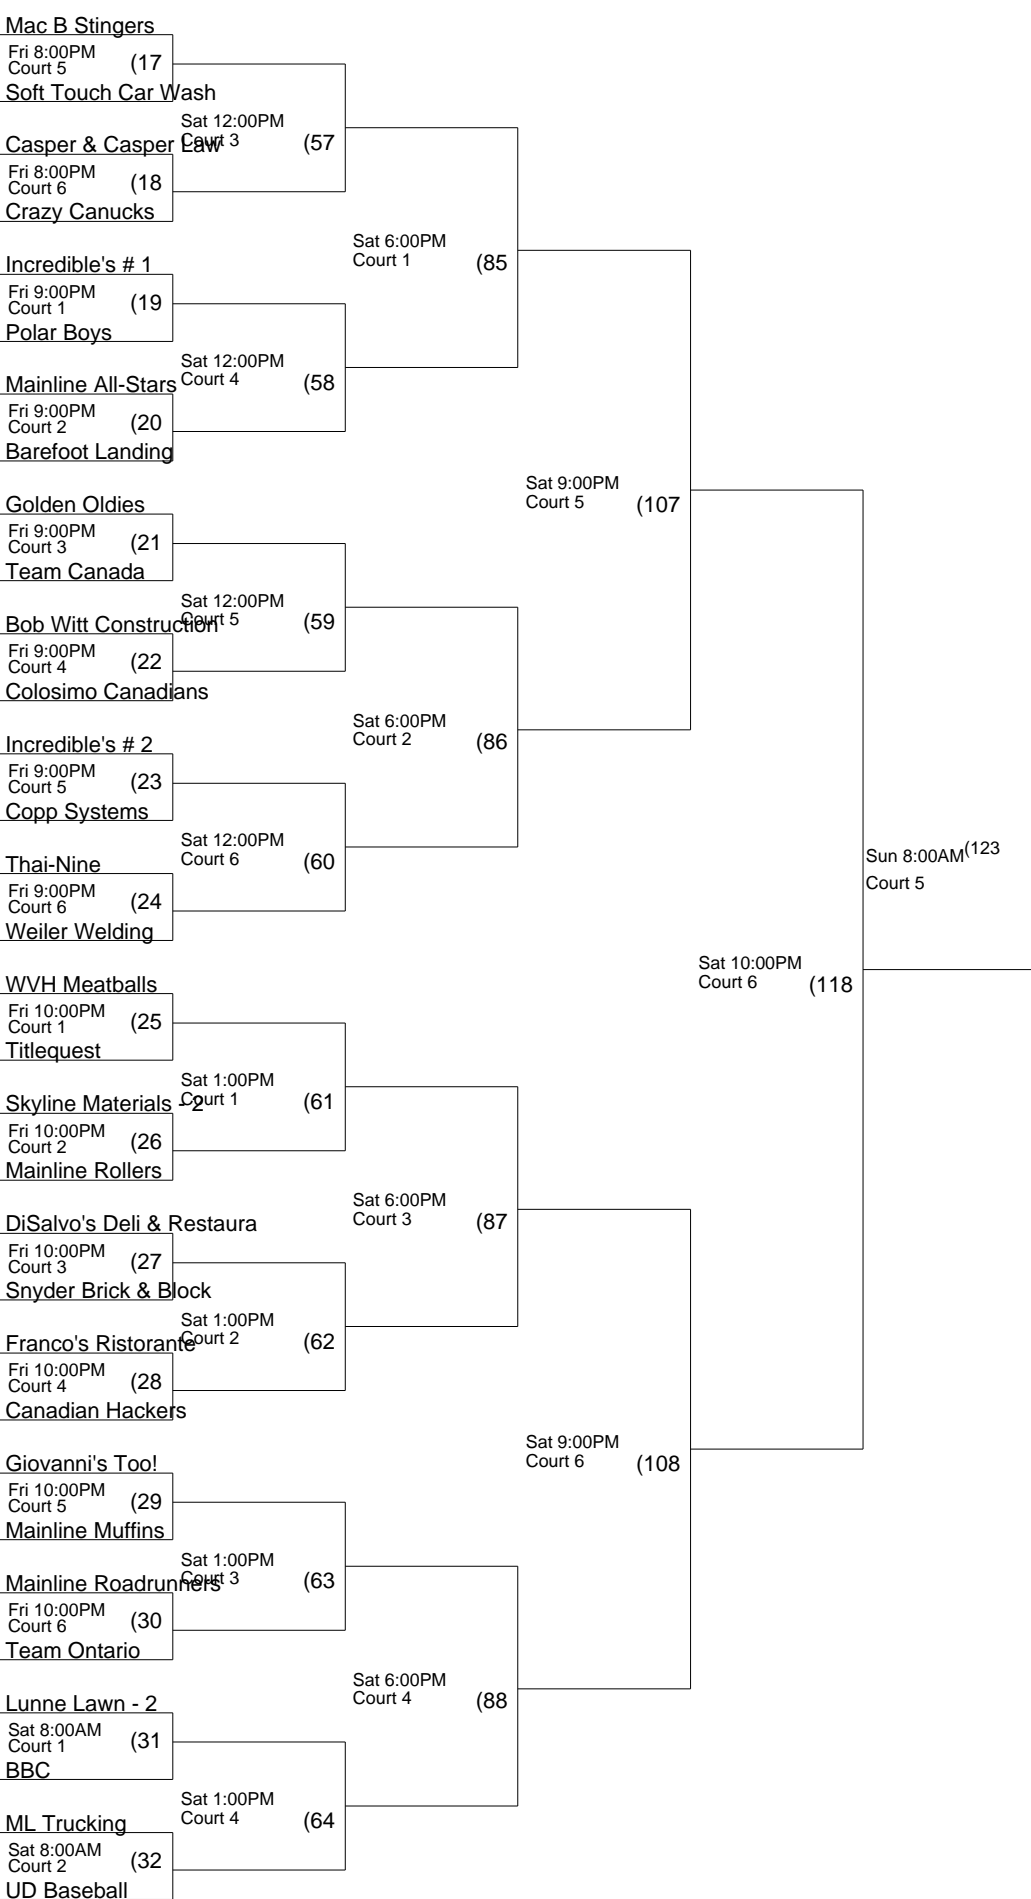 Mac B Stingers
Fri 8:00PM
Court 5
(17
Soft Touch Car Wash
Sat 12:00PM
Court 3
(57
Casper & Casper Law
Fri 8:00PM
Court 6
(18
Crazy Canucks
Sat 6:00PM
Court 1
(85
Incredible's # 1
Fri 9:00PM
Court 1
(19
Polar Boys
Sat 12:00PM
Court 4
(58
Mainline All-Stars
Fri 9:00PM
Court 2
(20
Barefoot Landing
Sat 9:00PM
Court 5
(107
Golden Oldies
Fri 9:00PM
Court 3
(21
Team Canada
Sat 12:00PM
Court 5
(59
Bob Witt Construction
Fri 9:00PM
Court 4
(22
Colosimo Canadians
Sat 6:00PM
Court 2
(86
Incredible's # 2
Fri 9:00PM
Court 5
(23
Copp Systems
Sat 12:00PM
Court 6
(60
Thai-Nine
Fri 9:00PM
Court 6
(24
Weiler Welding
Sun 8:00AM
(123
Court 5
Sat 10:00PM
Court 6
(118
WVH Meatballs
Fri 10:00PM
Court 1
(25
Titlequest
Sat 1:00PM
Court 1
(61
Skyline Materials - 2
Fri 10:00PM
Court 2
(26
Mainline Rollers
Sat 6:00PM
Court 3
(87
DiSalvo's Deli & Restaura
Fri 10:00PM
Court 3
(27
Snyder Brick & Block
Sat 1:00PM
Court 2
(62
Franco's Ristorante
Fri 10:00PM
Court 4
(28
Canadian Hackers
Sat 9:00PM
Court 6
(108
Giovanni's Too!
Fri 10:00PM
Court 5
(29
Mainline Muffins
Sat 1:00PM
Court 3
(63
Mainline Roadrunners
Fri 10:00PM
Court 6
(30
Team Ontario
Sat 6:00PM
Court 4
(88
Lunne Lawn - 2
Sat 8:00AM
Court 1
(31
BBC
Sat 1:00PM
Court 4
(64
ML Trucking
Sat 8:00AM
Court 2
(32
UD Baseball